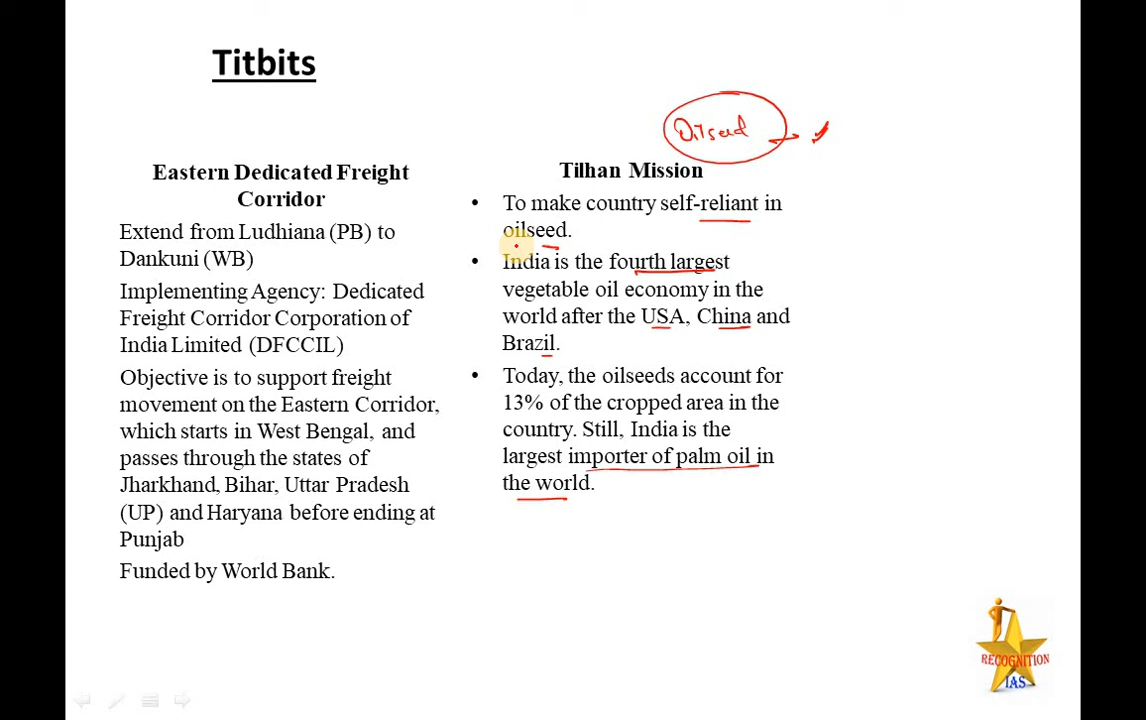 Titbits
Oilseed
Eastern Dedicated Freight
Corridor
Extend from Ludhiana (PB) to
Dankuni (WB)
Implementing Agency: Dedicated
Freight Corridor Corporation of
India Limited (DFCCIL)
Objective is to support freight
movement on the Eastern Corridor,
which starts in West Bengal, and
passes through the states of
Jharkhand, Bihar, Uttar Pradesh
(UP) and Haryana before ending at
Punjab
Funded by World Bank.
Tilhan Mission
• To make country self-reliant in
oilseed.
• India is the fourth largest
vegetable oil economy in the
world after the USA, China and
Brazil.
• Today, the oilseeds account for
13% of the cropped area in the
country. Still, India is the
largest importer of palm oil in
the world.
RECOGNITION
IAS